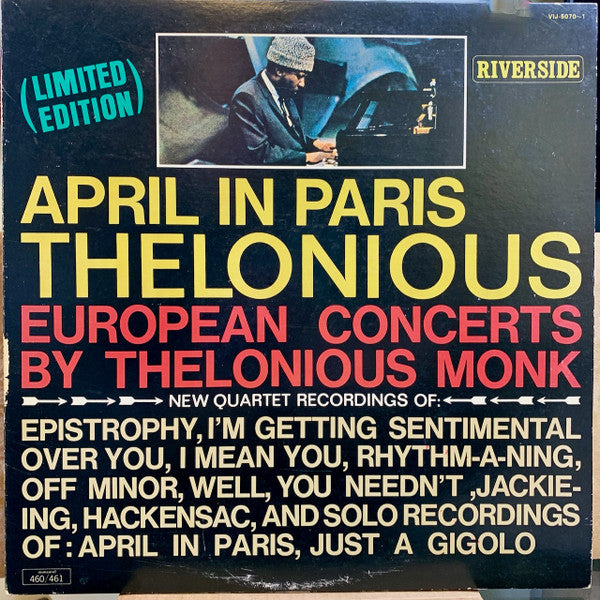 VIJ-5070~1
(LIMITED
EDITION)
RIVERSIDE
APRIL IN PARIS
THELONIOUS
EUROPEAN CONCERTS
BY THELONIOUS MONK
NEW QUARTET RECORDINGS OF:
EPISTROPHY, I'M GETTING SENTIMENTAL
OVER YOU, I MEAN YOU, RHYTHM-A-NING,
OFF MINOR, WELL, YOU NEEDN'T ,JACKIE-
ING, HACKENSAC, AND SOLO RECORDINGS
OF: APRIL IN PARIS, JUST A GIGOLO
460/461